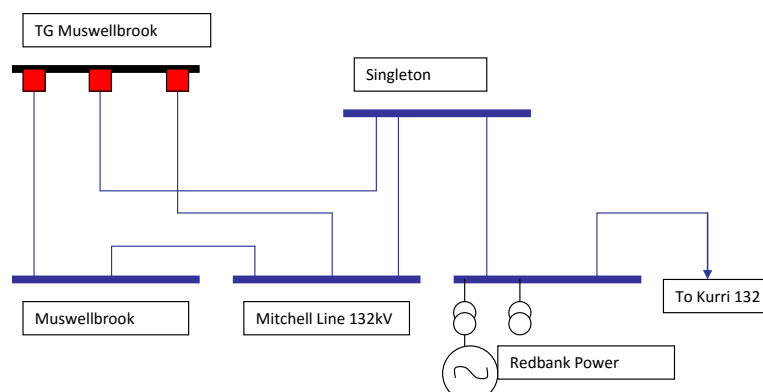 TG Muswellbrook
Singleton
Muswellbrook
Mitchell Line 132kV
To Kurri 132
Redbank Power